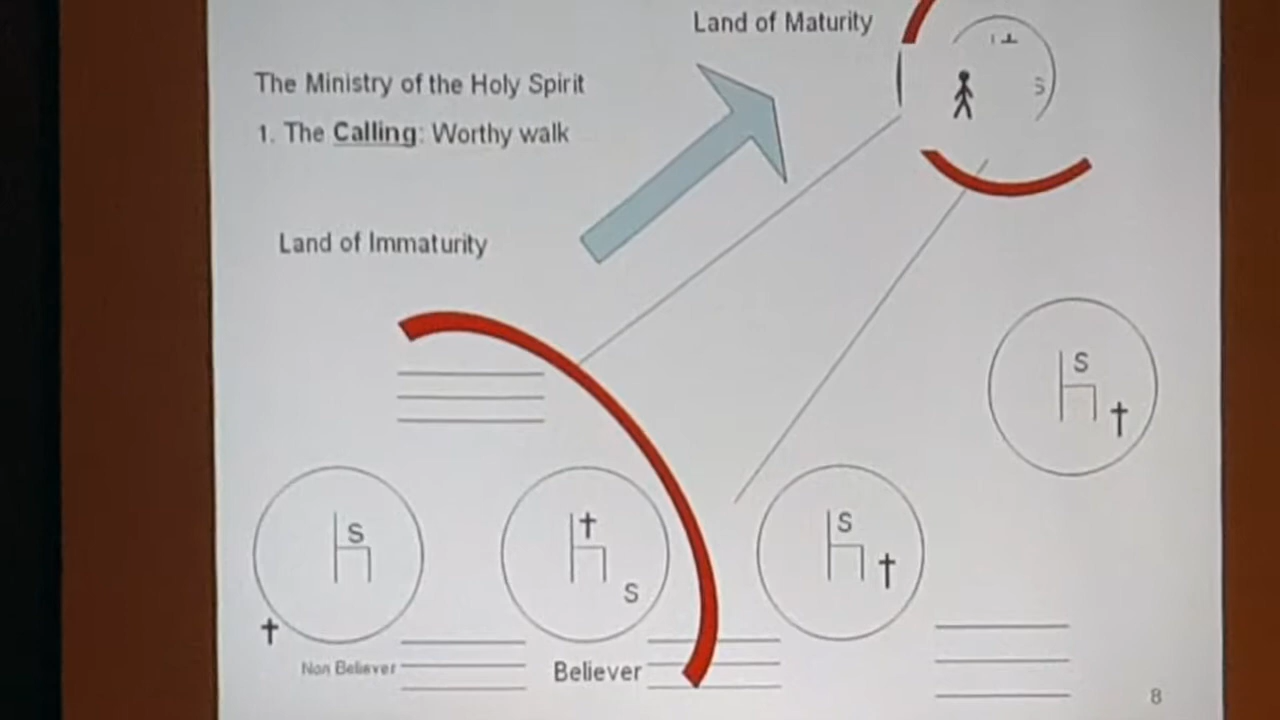 Land of Maturity
The Ministry of the Holy Spirit
1. The Calling: Worthy walk
Land of Immaturity
S
S
S
S
S
S
Non Believer
Believer
8